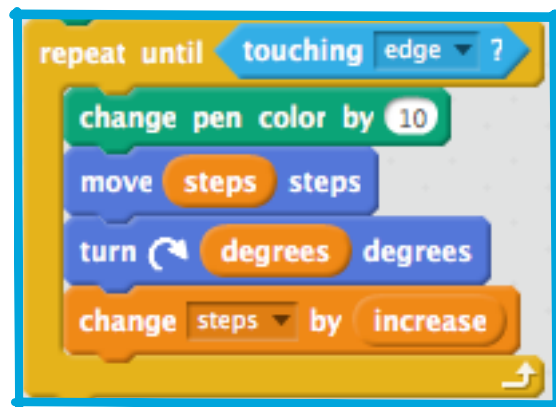 repeat until touching edge ?
change pen color by 10
move steps steps
turn degrees degrees
change steps by increase